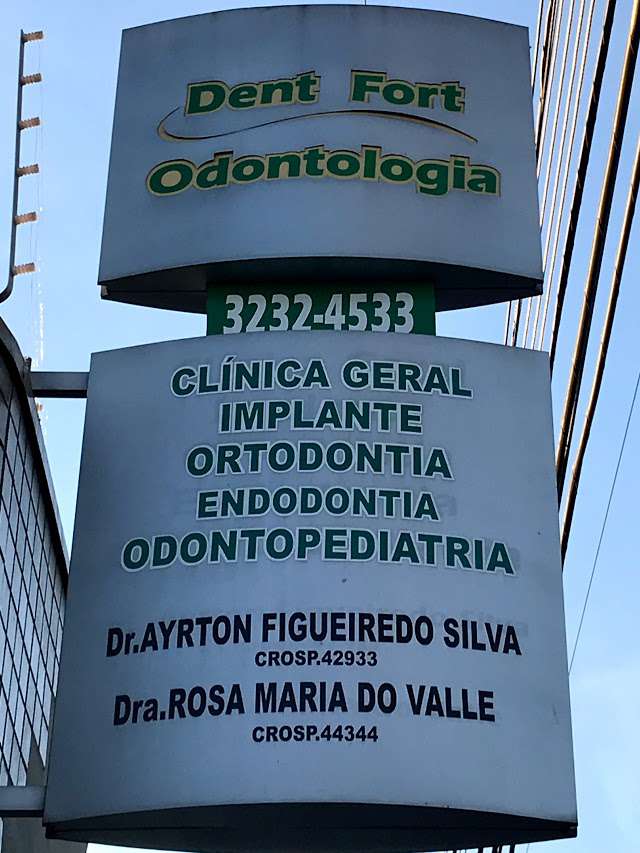 Dent Fort
Odontologia
3232-4533
CLÍNICA GERAL
IMPLANTE
ORTODONTIA
ENDODONTIA
ODONTOPEDIATRIA
Dr.AYRTON FIGUEIREDO SILVA
CROSP.42933
Dra.ROSA MARIA DO VALLE
CROSP.44344